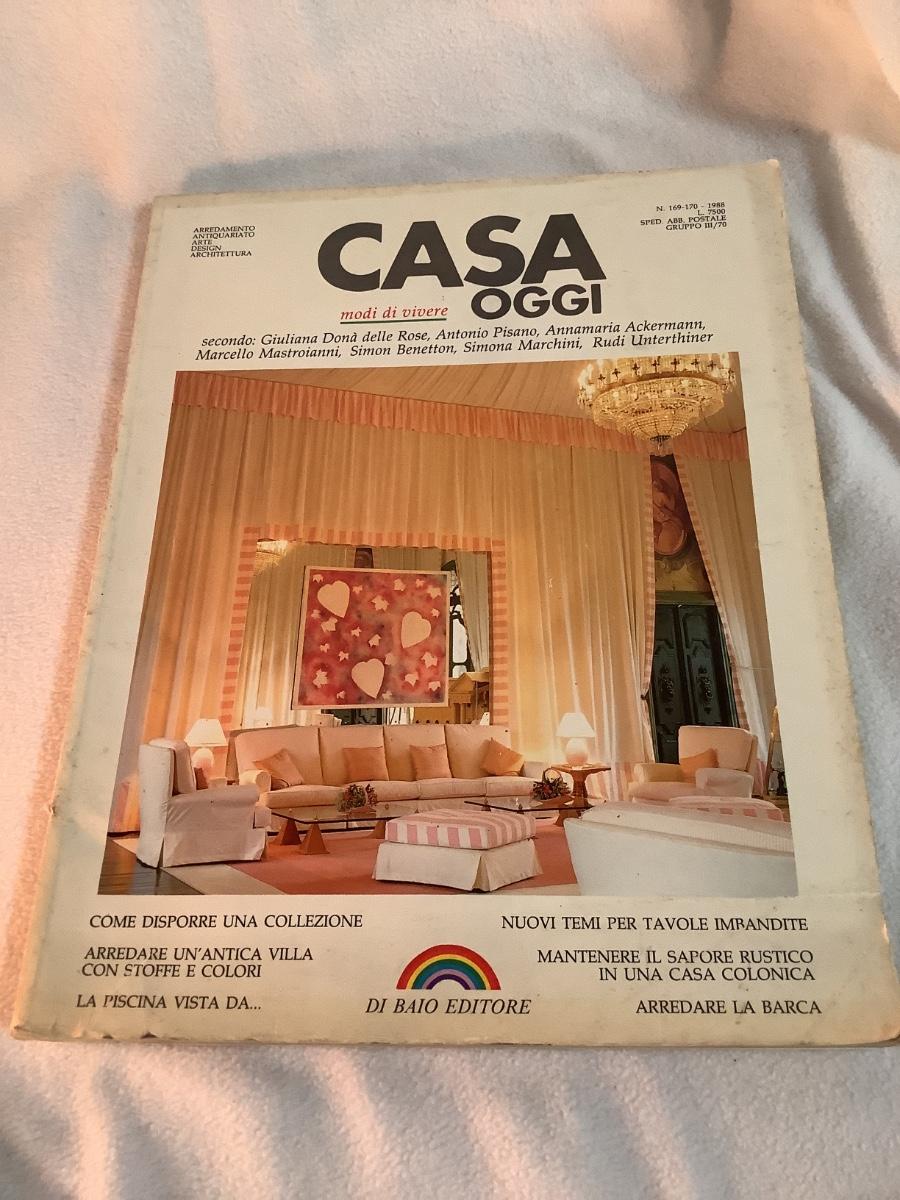 ARREDAMENTO
ANTIQUARIATO
ARTE
DESIGN
ARCHITETTURA
N. 169-170 - 1988
L. 7500
SPED. ABB. POSTALE
GRUPPO III/70
CASA
OGGI
modi di vivere
secondo: Giuliana Donà delle Rose, Antonio Pisano, Annamaria Ackermann,
Marcello Mastroianni, Simon Benetton, Simona Marchini, Rudi Unterthiner
COME DISPORRE UNA COLLEZIONE
ARREDARE UN'ANTICA VILLA
CON STOFFE E COLORI
LA PISCINA VISTA DA...
DI BAIO EDITORE
NUOVI TEMI PER TAVOLE IMBANDITE
MANTENERE IL SAPORE RUSTICO
IN UNA CASA COLONICA
ARREDARE LA BARCA